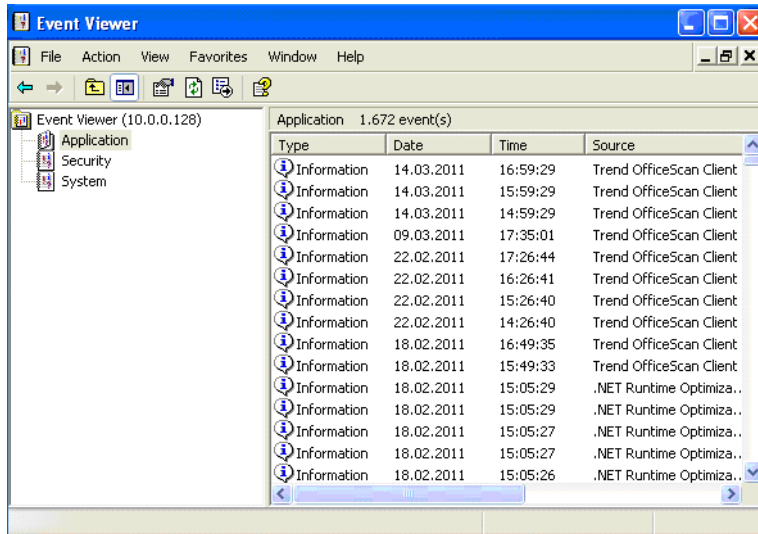 Event Viewer
File Action View Favorites Window Help
Event Viewer (10.0.0.128)
Application
Security
System
Application 1.672 event(s)
Type Date Time Source
Information 14.03.2011 16:59:29 Trend OfficeScan Client
Information 14.03.2011 15:59:29 Trend OfficeScan Client
Information 14.03.2011 14:59:29 Trend OfficeScan Client
Information 09.03.2011 17:35:01 Trend OfficeScan Client
Information 22.02.2011 17:26:44 Trend OfficeScan Client
Information 22.02.2011 16:26:41 Trend OfficeScan Client
Information 22.02.2011 15:26:40 Trend OfficeScan Client
Information 22.02.2011 14:26:40 Trend OfficeScan Client
Information 18.02.2011 16:49:35 Trend OfficeScan Client
Information 18.02.2011 15:49:33 Trend OfficeScan Client
Information 18.02.2011 15:05:29 .NET Runtime Optimiza..
Information 18.02.2011 15:05:29 .NET Runtime Optimiza..
Information 18.02.2011 15:05:27 .NET Runtime Optimiza..
Information 18.02.2011 15:05:27 .NET Runtime Optimiza..
Information 18.02.2011 15:05:26 .NET Runtime Optimiza..